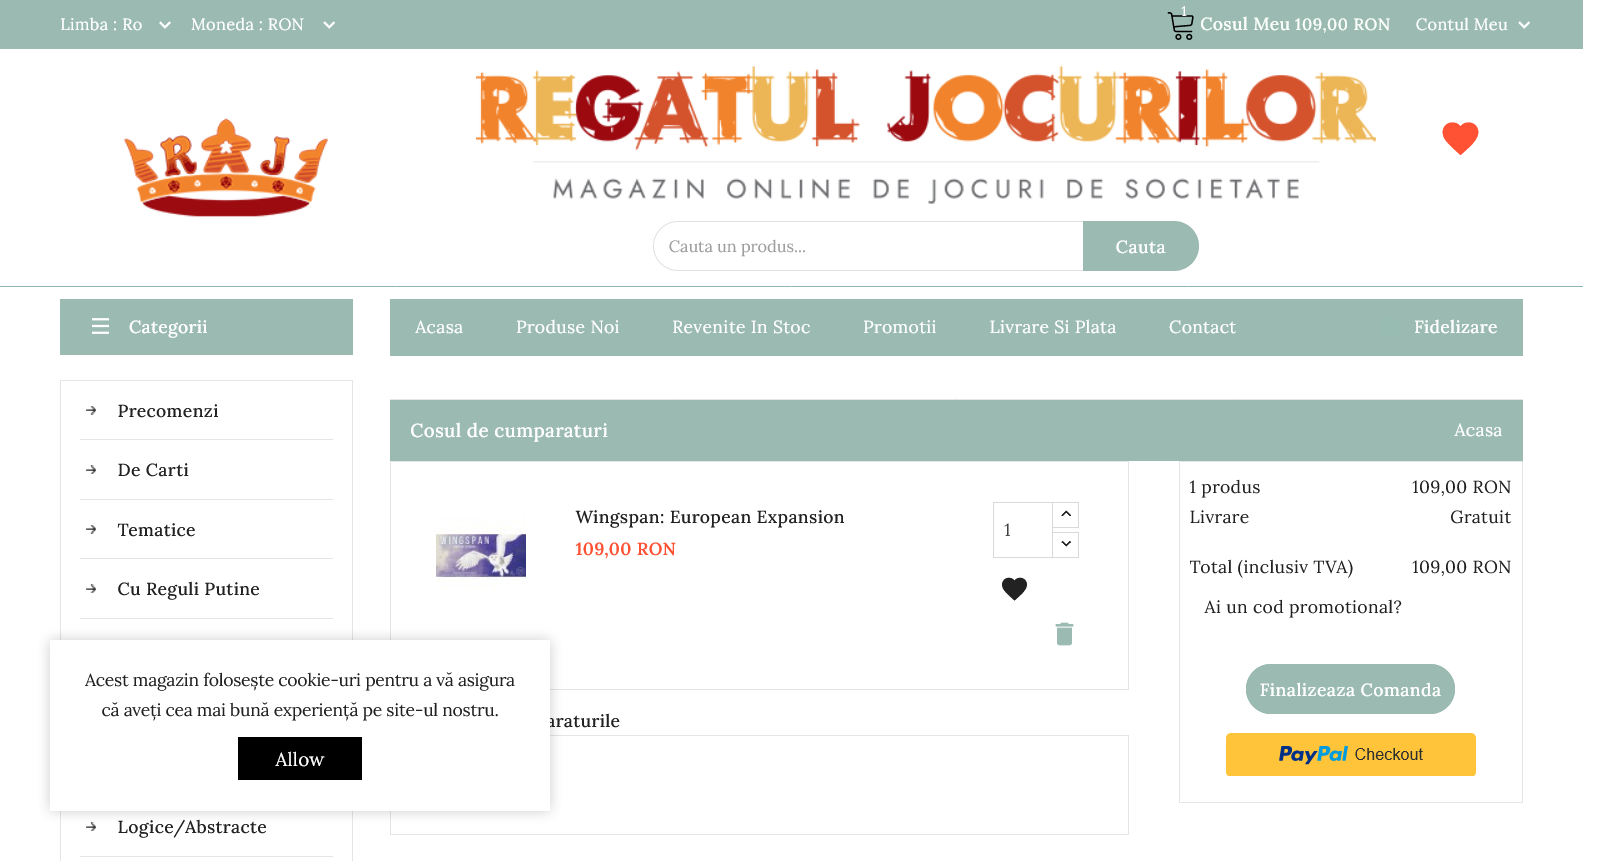 Limba : Ro
Moneda : RON
1
Cosul Meu 109,00 RON
Contul Meu
RAJ
REGATUL JOCURILOR
MAGAZIN ONLINE DE JOCURI DE SOCIETATE
Cauta un produs...
Cauta
Categorii
Acasa
Produse Noi
Revenite In Stoc
Promotii
Livrare Si Plata
Contact
Fidelizare
Precomenzi
De Carti
Tematice
Cu Reguli Putine
Logice/Abstracte
Cosul de cumparaturi
Acasa
WINGSPAN
Wingspan: European Expansion
109,00 RON
1
araturile
1 produs 109,00 RON
Livrare Gratuit
Total (inclusiv TVA) 109,00 RON
Ai un cod promotional?
Finalizeaza Comanda
PayPal Checkout
Acest magazin folosește cookie-uri pentru a vă asigura
că aveți cea mai bună experiență pe site-ul nostru.
Allow